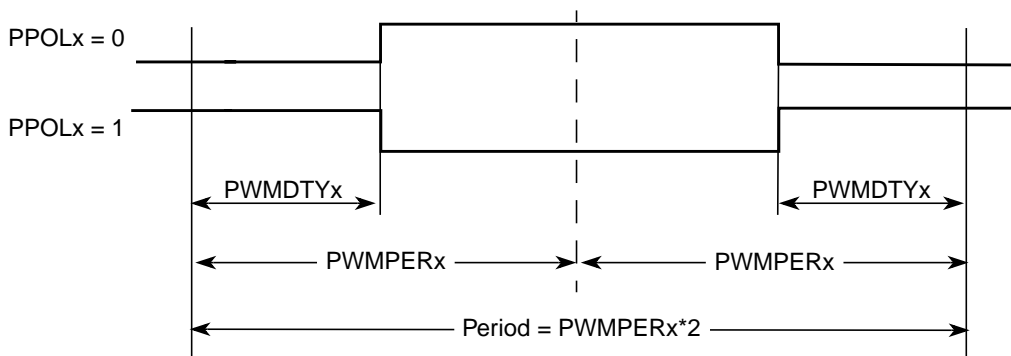 PPOLx = 0
PPOLx = 1
PWMDTYx
PWMDTYx
PWMPERx
PWMPERx
Period = PWMPERx*2